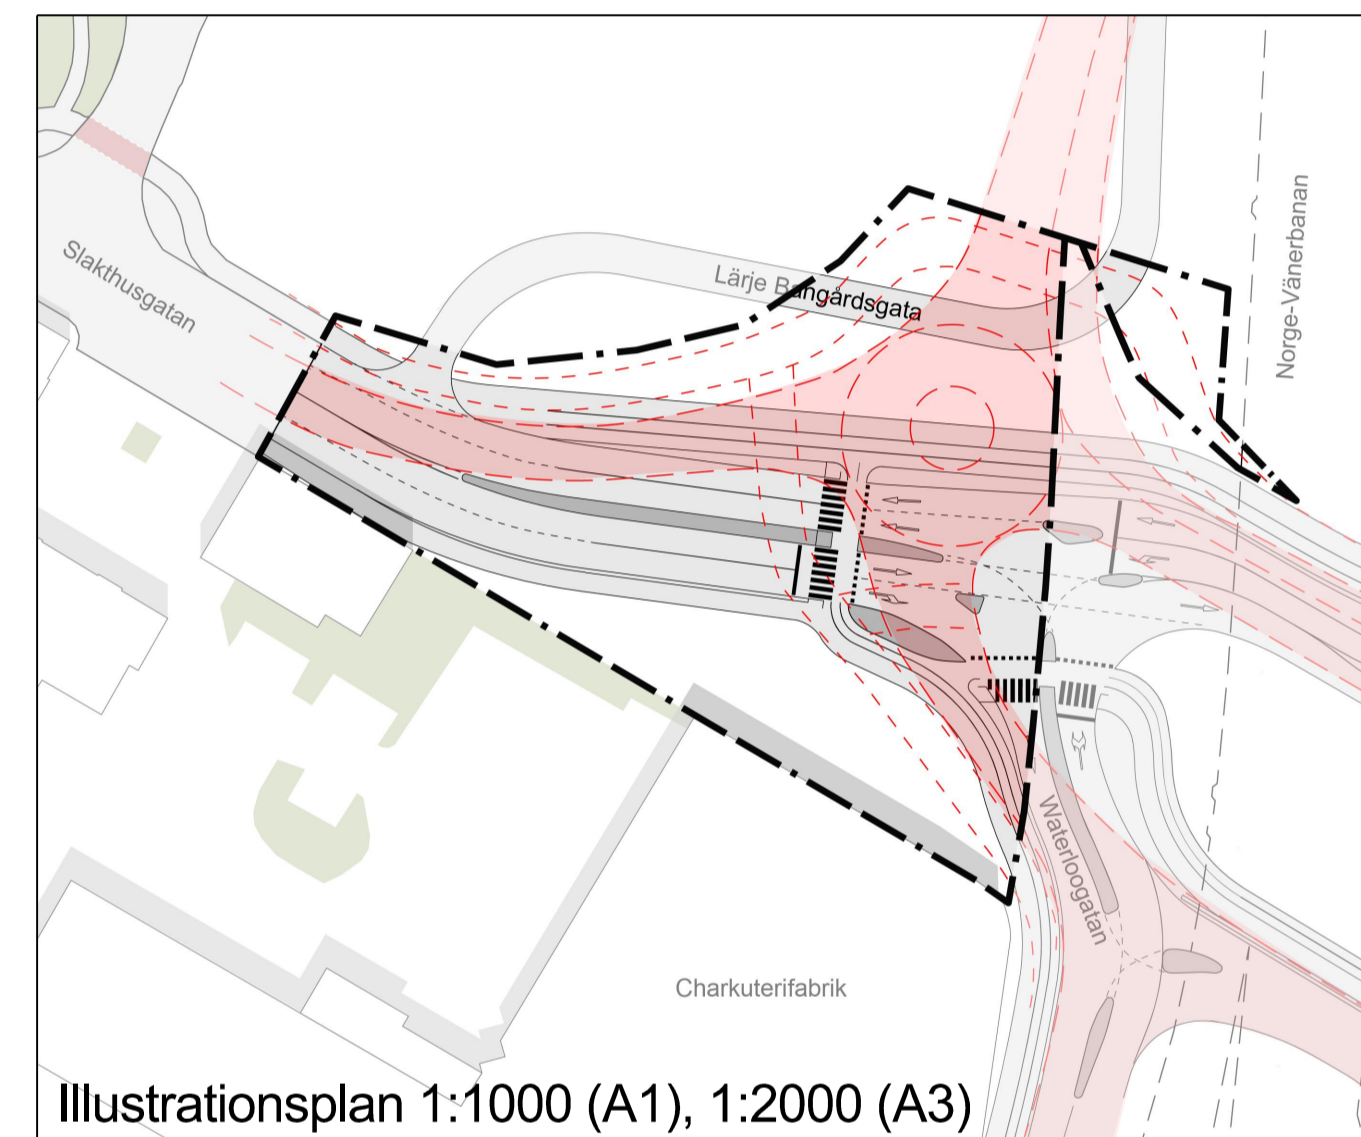 Slakthusgatan
Lärje Bangårdsgata
Norge-Vänerbanan
Waterloogatan
Charkuterifabrik
Illustrationsplan 1:1000 (A1), 1:2000 (A3)